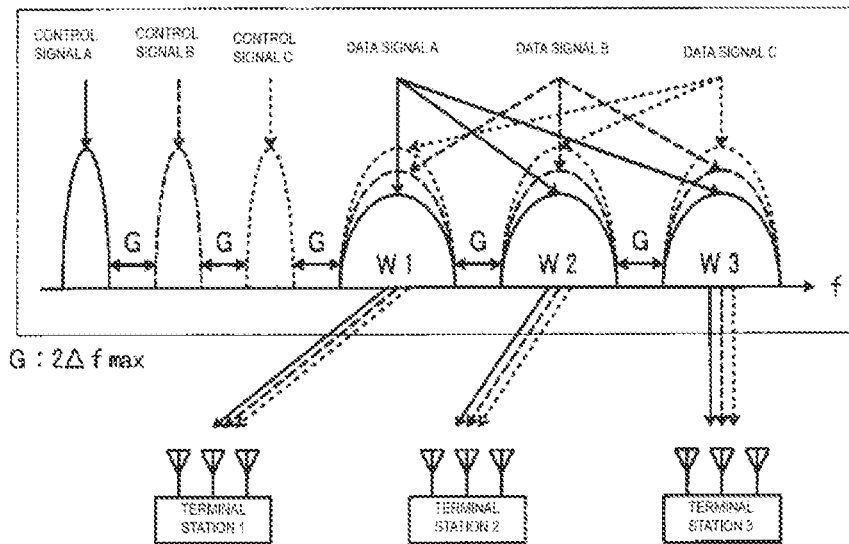 CONTROL SIGNAL A
CONTROL SIGNAL B
CONTROL SIGNAL C
DATA SIGNAL A
DATA SIGNAL B
DATA SIGNAL C
G
G
G
G
G
W 1
W 2
W 3
f
G : 2Δ f max
TERMINAL STATION 1
TERMINAL STATION 2
TERMINAL STATION 3